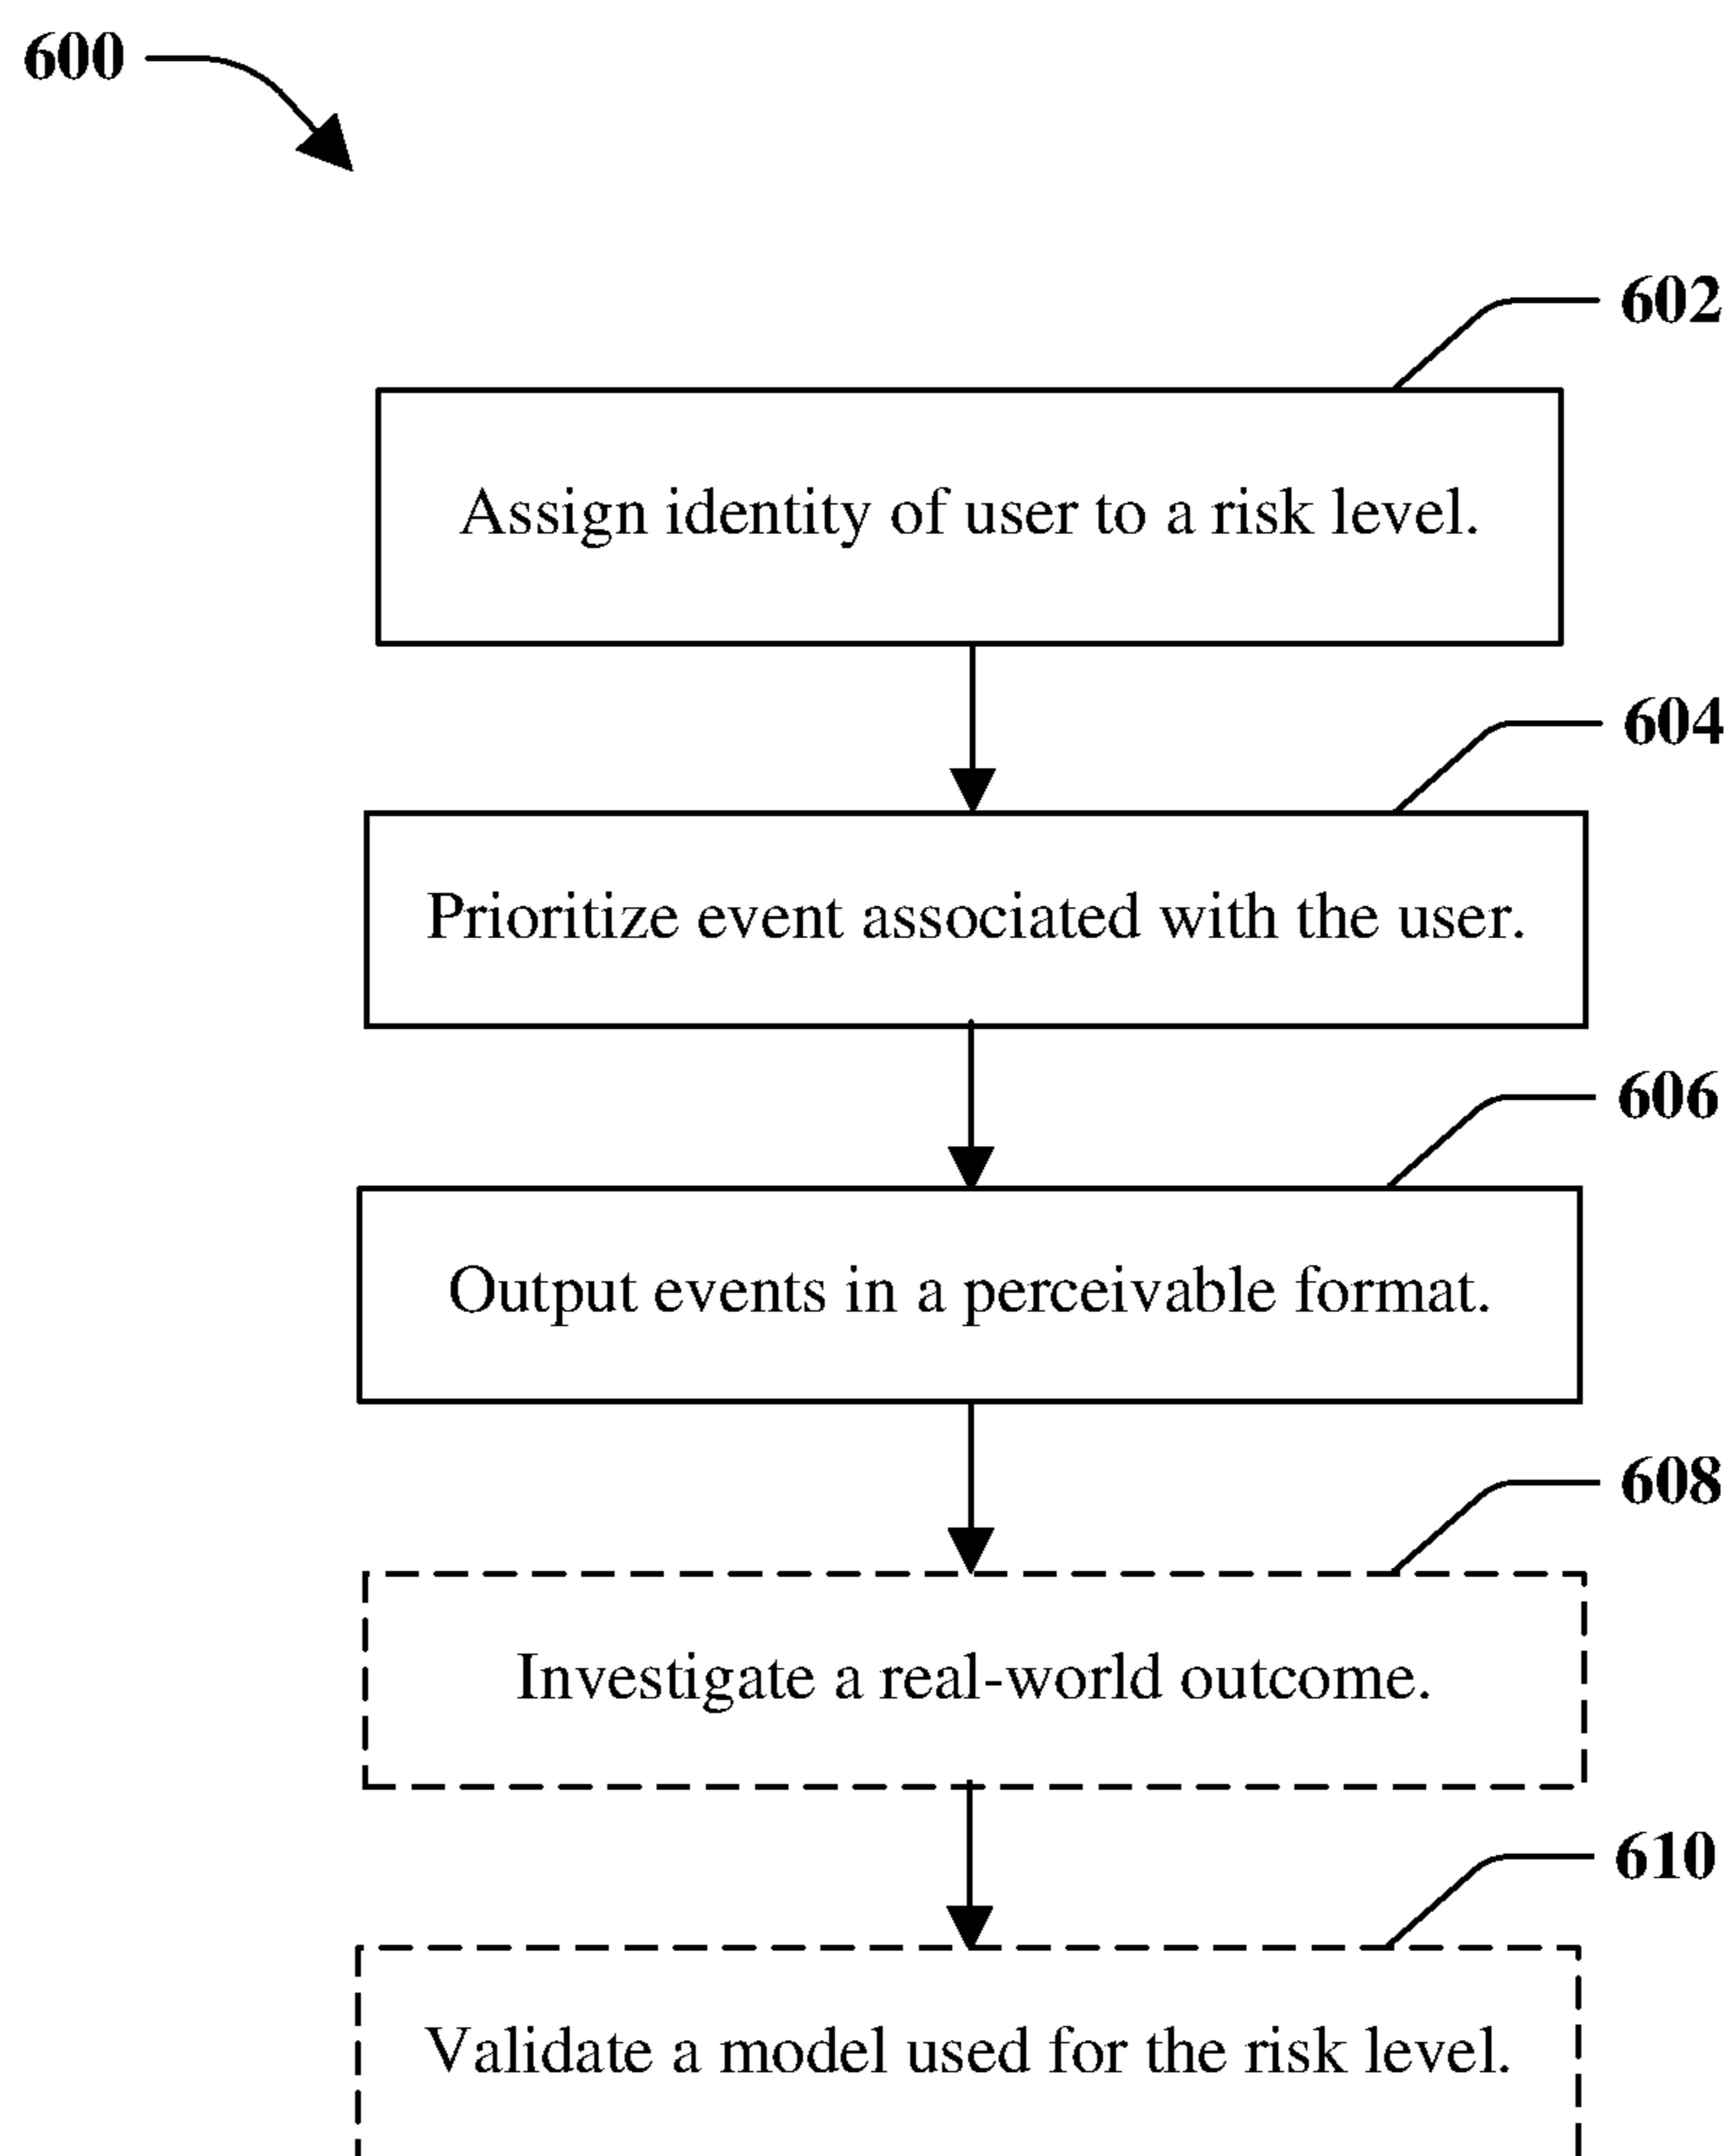 600
602
Assign identity of user to a risk level.
604
Prioritize event associated with the user.
606
Output events in a perceivable format.
608
Investigate a real-world outcome.
610
Validate a model used for the risk level.